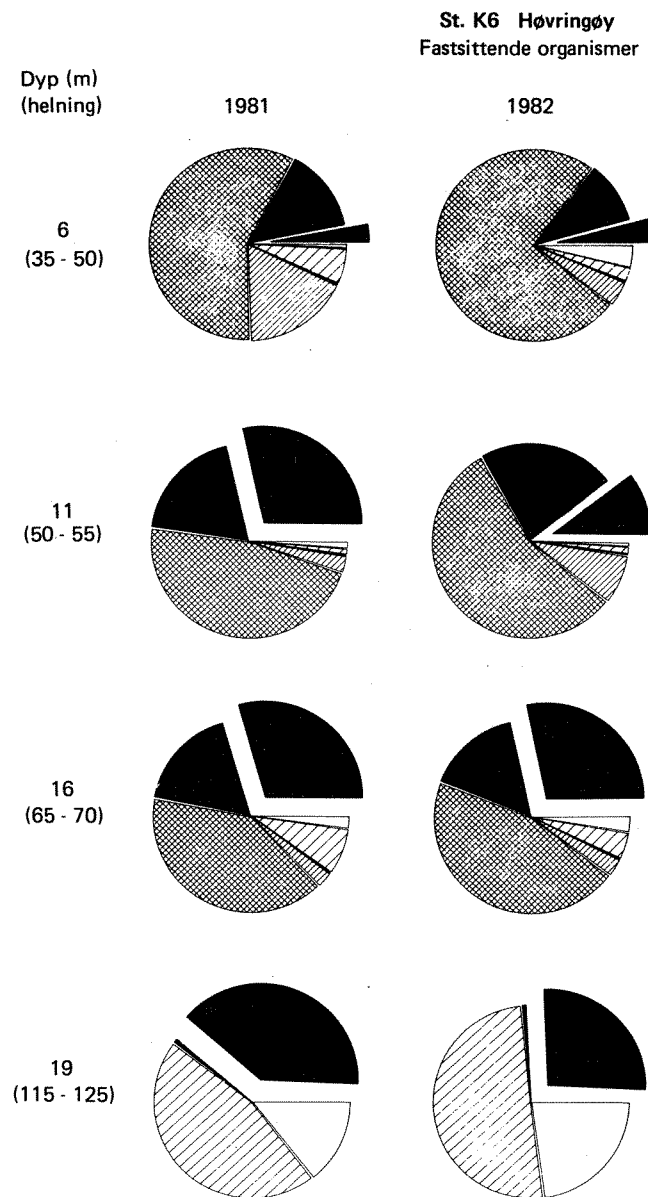 St. K6 Høvringøy
Fastsittende organismer
Dyp (m)
(helning)
1981
1982
6
(35 - 50)
11
(50 - 55)
16
(65 - 70)
19
(115 - 125)